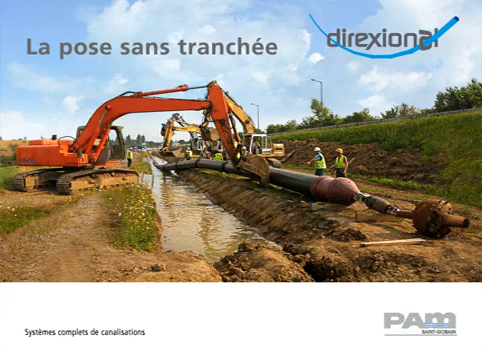 La pose sans tranchée
direxional
Systèmes complets de canalisations
PAM
SAINT-GOBAIN